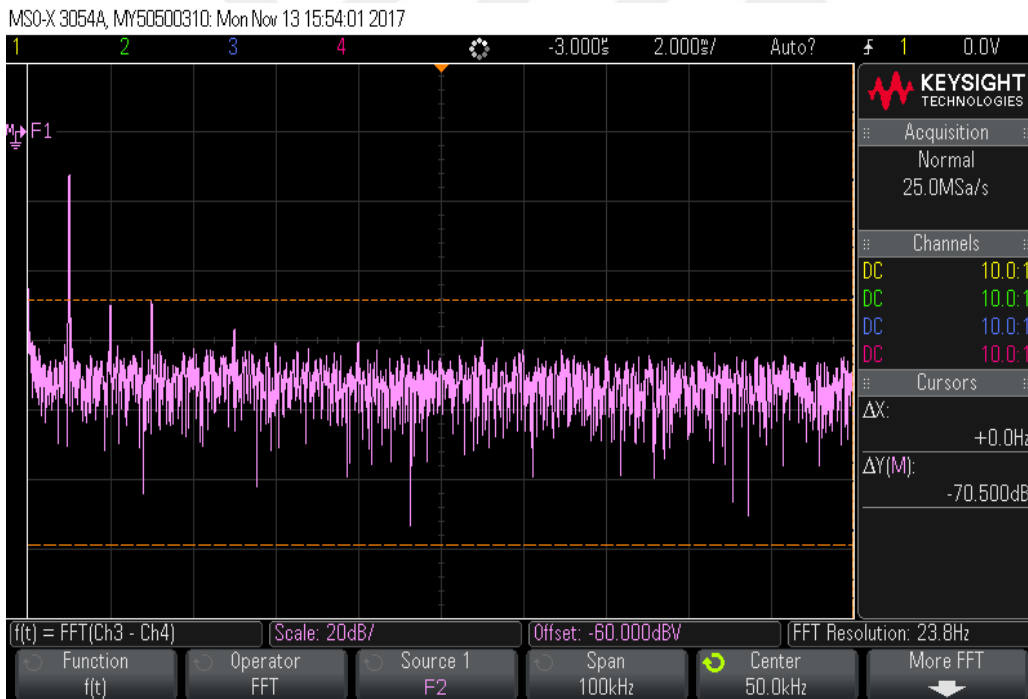 MSO-X 3054A, MY50500310: Mon Nov 13 15:54:01 2017
1 2 3 4 -3.000s 2.000s/ Auto? 1 0.0V
KEYSIGHT
TECHNOLOGIES
M F1
Acquisition
Normal
25.0MSa/s
Channels
DC 10.0:1
DC 10.0:1
DC 10.0:1
DC 10.0:1
Cursors
ΔX:
+0.0Hz
ΔY(M):
-70.500dB
f(t) = FFT(Ch3 - Ch4) Scale: 20dB/ Offset: -60.000dBV FFT Resolution: 23.8Hz
Function Operator Source 1 Span Center More FFT
f(t) FFT F2 100kHz 50.0kHz